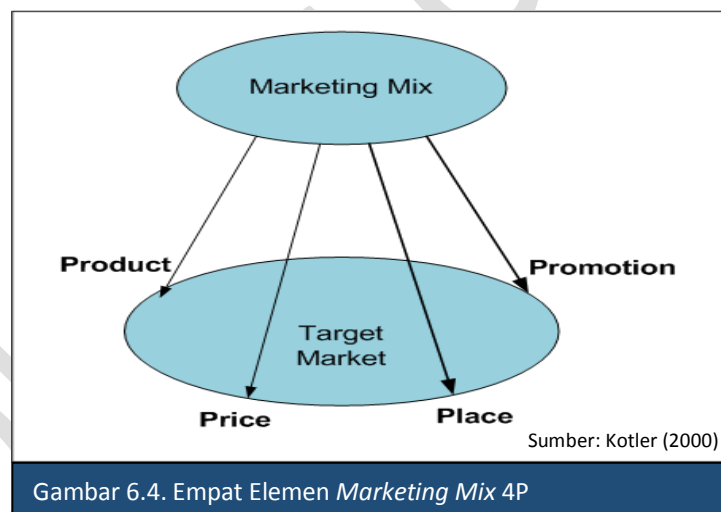 Marketing Mix
Product
Promotion
Target
Market
Price
Place
Sumber: Kotler (2000)
Gambar 6.4. Empat Elemen Marketing Mix 4P